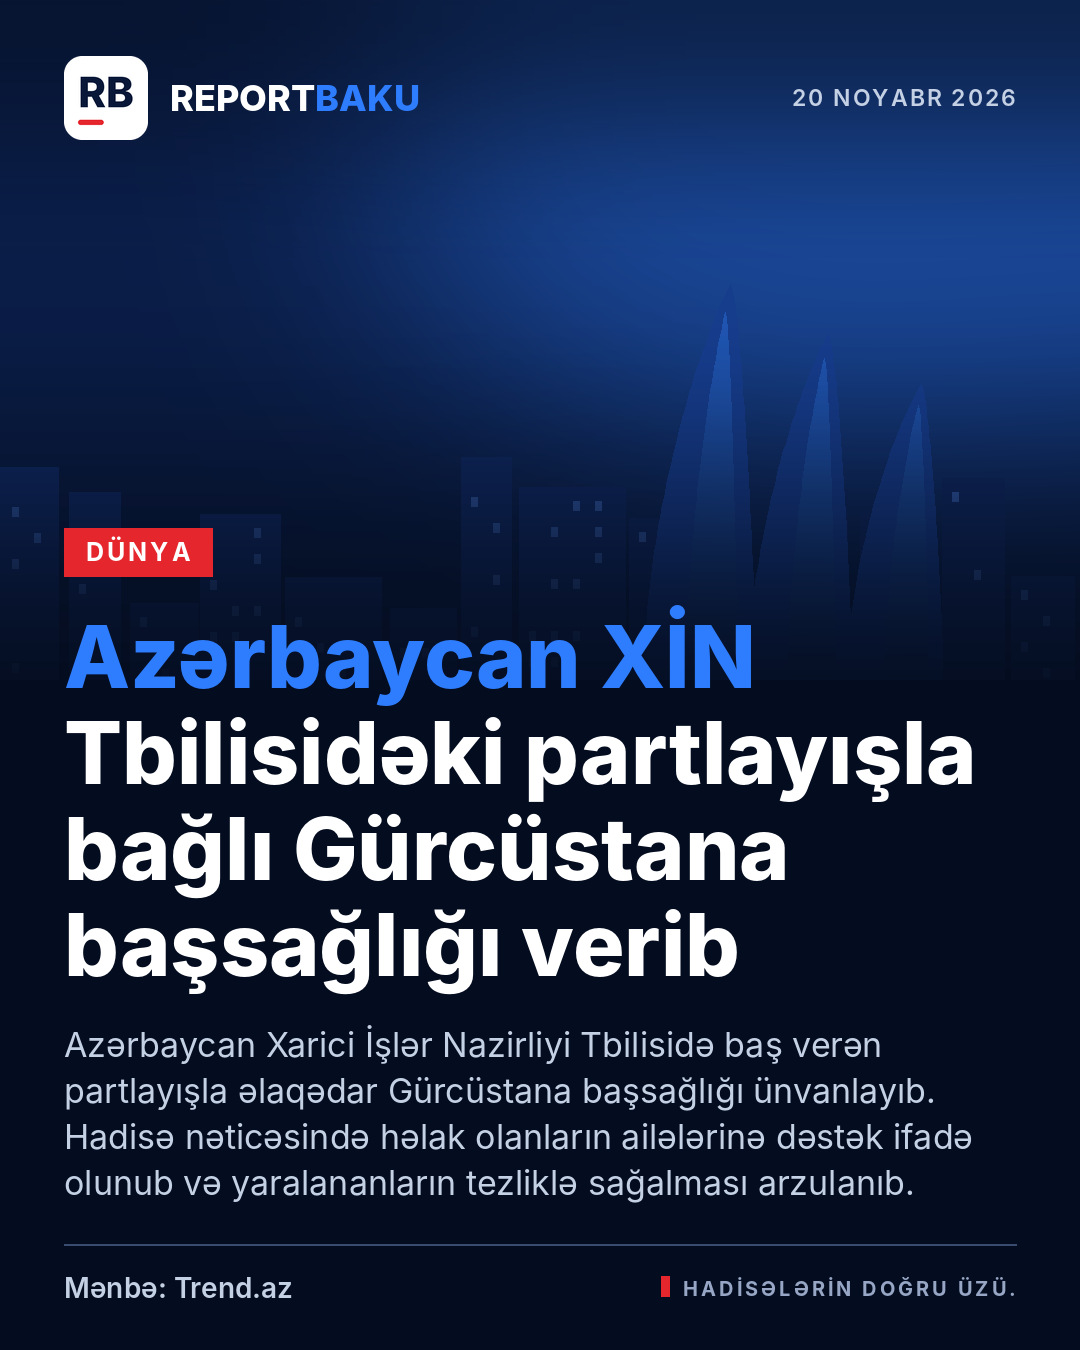 RB
REPORTBAKU
20 NOYABR 2026
DÜNYA
Azərbaycan XİN
Tbilisidəki partlayışla
bağlı Gürcüstana
başsağlığı verib
Azərbaycan Xarici İşlər Nazirliyi Tbilisidə baş verən
partlayışla əlaqədar Gürcüstana başsağlığı ünvanlayıb.
Hadisə nəticəsində həlak olanların ailələrinə dəstək ifadə
olunub və yaralananların tezliklə sağalması arzulanıb.
Mənbə: Trend.az
HADİSƏLƏRİN DOĞRU ÜZÜ.